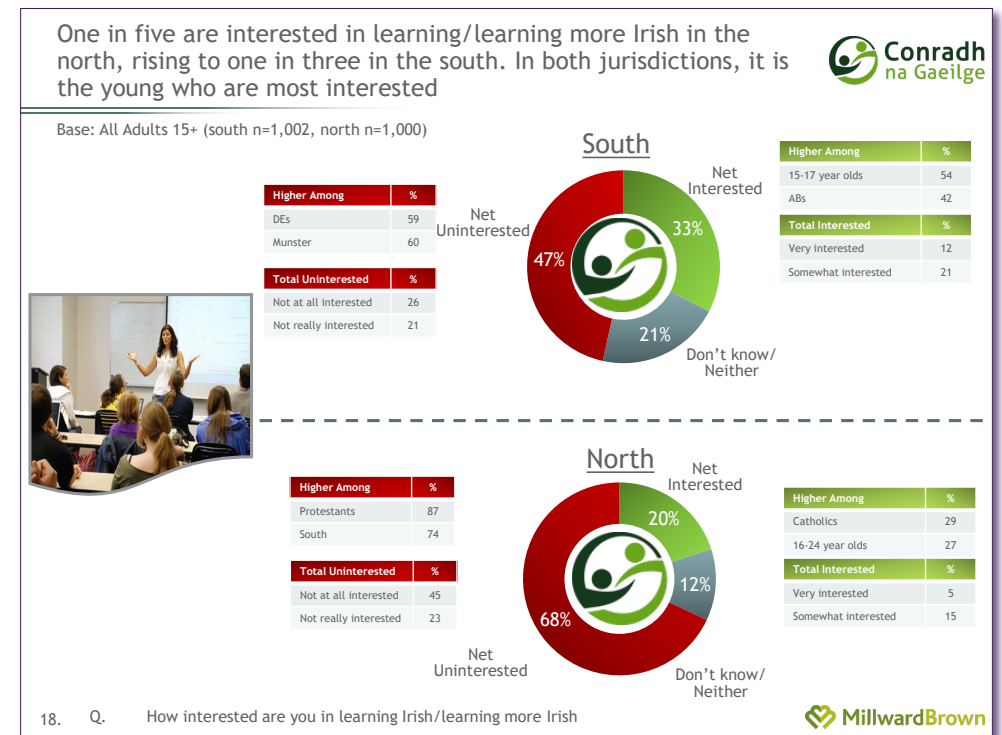 One in five are interested in learning/learning more Irish in the
north, rising to one in three in the south. In both jurisdictions, it is
the young who are most interested
Conradh
na Gaeilge
Base: All Adults 15+ (south n=1,002, north n=1,000)
South
Higher Among %
DEs 59
Munster 60
Total Uninterested %
Not at all interested 26
Not really interested 21
Net
Uninterested
47%
33%
21%
Net
Interested
Don't know/
Neither
Higher Among %
15-17 year olds 54
ABs 42
Total Interested %
Very interested 12
Somewhat interested 21
North
Higher Among %
Protestants 87
South 74
Total Uninterested %
Not at all interested 45
Not really interested 23
Net
Uninterested
68%
20%
12%
Net
Interested
Don't know/
Neither
Higher Among %
Catholics 29
16-24 year olds 27
Total Interested %
Very interested 5
Somewhat interested 15
18. Q. How interested are you in learning Irish/learning more Irish
MillwardBrown